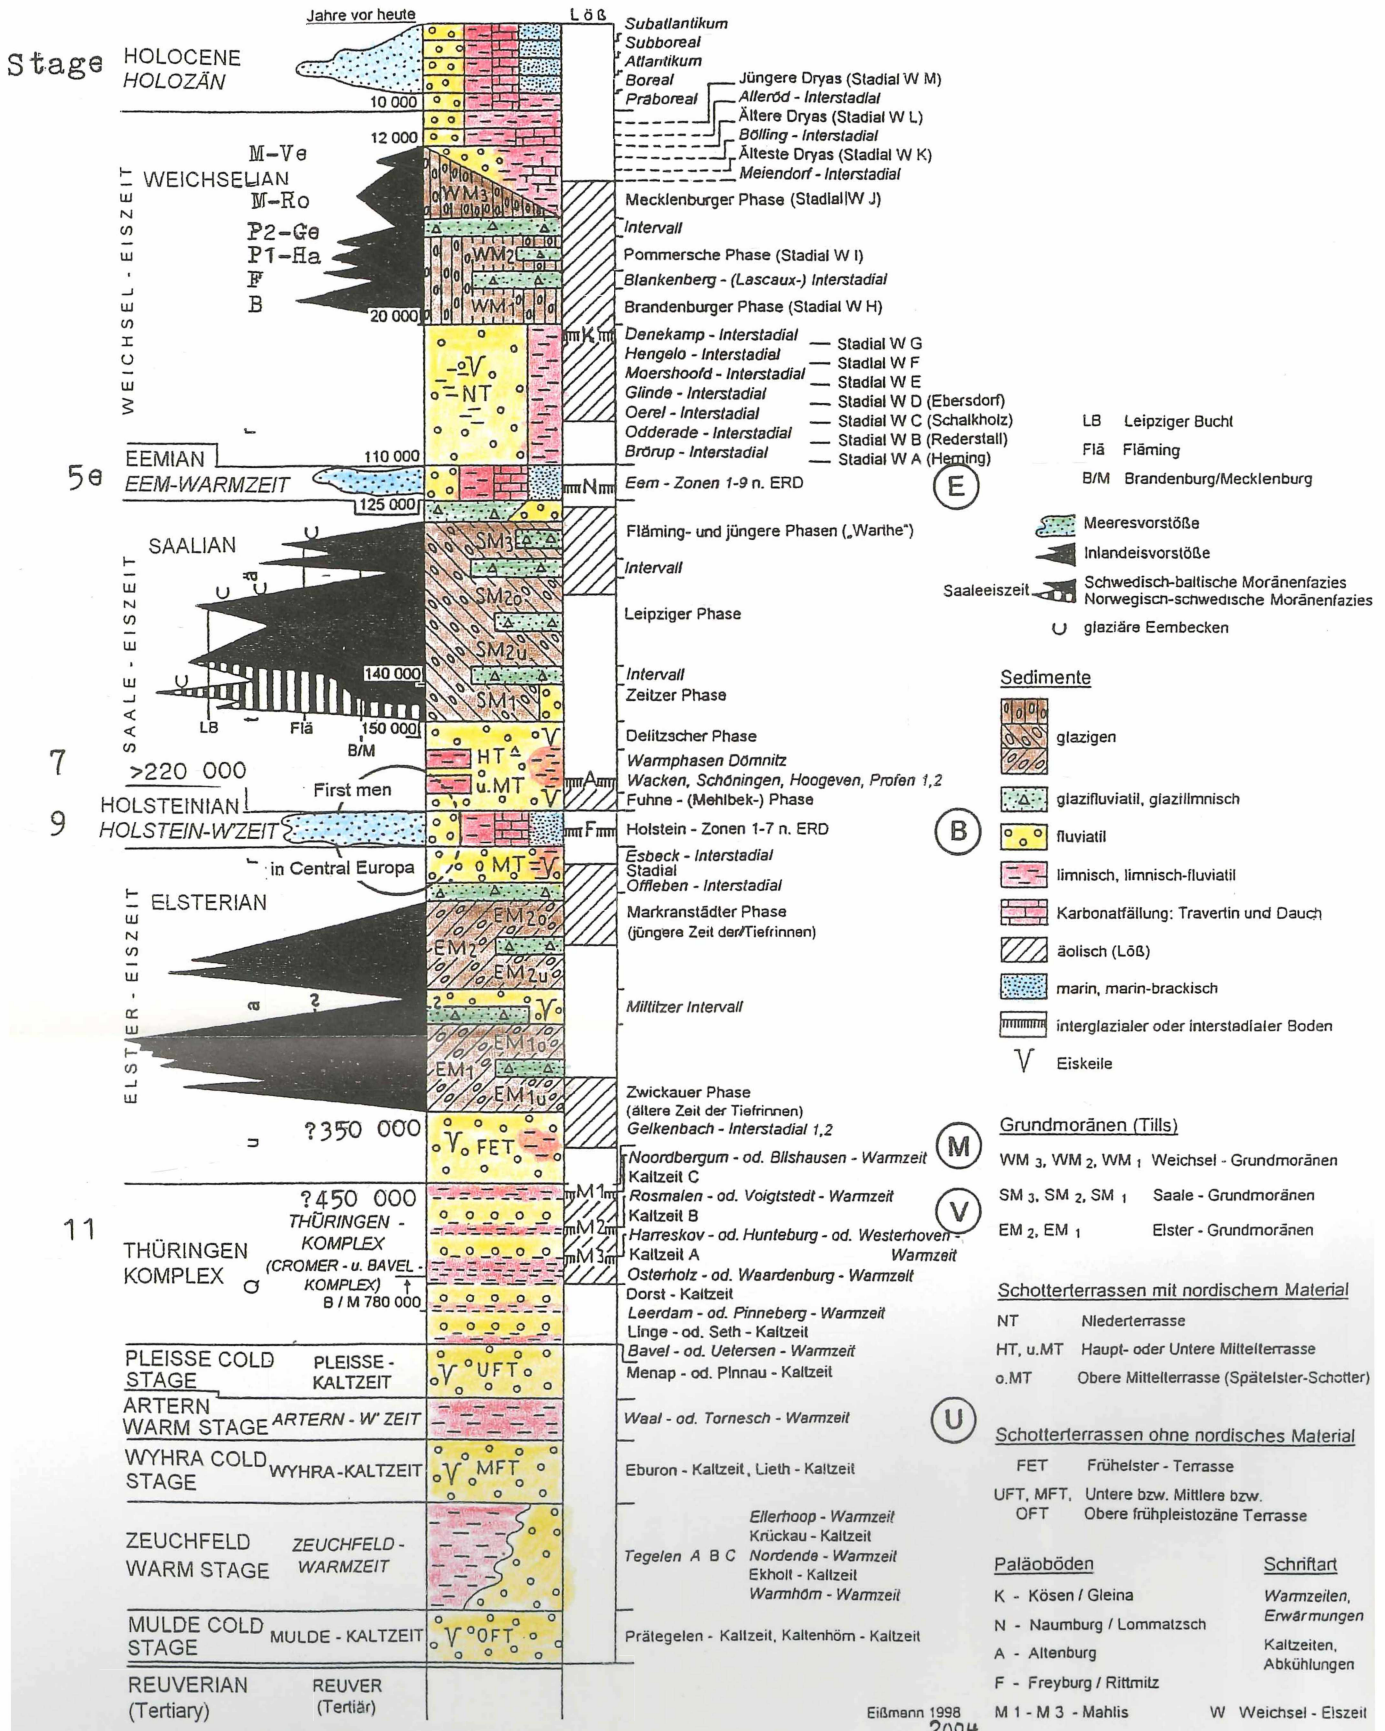 Jahre vor heute
Löß
Stage
HOLOCENE
HOLOZÄN
10 000
Subatlantikum
Subboreal
Atlantikum
Boreal
Präboreal
Jüngere Dryas (Stadial W M)
Alleröd - Interstadial
Ältere Dryas (Stadial W L)
Bölling - Interstadial
Älteste Dryas (Stadial W K)
Meiendorf - Interstadial
12 000
WEICHSEL - EISZEIT
WEICHSELIAN
M-Ve
M-Ro
P2-Ge
P1-Ha
F
B
20 000
WM3
WM2
WM1
Mecklenburger Phase (Stadial W J)
Intervall
Pommersche Phase (Stadial W I)
Blankenberg - (Lascaux-) Interstadial
Brandenburger Phase (Stadial W H)
K
V
NT
Denekamp - Interstadial
Stadial W G
Hengelo - Interstadial
Stadial W F
Moershoofd - Interstadial
Stadial W E
Glinde - Interstadial
Stadial W D (Ebersdorf)
Oerel - Interstadial
Stadial W C (Schalkholz)
Odderade - Interstadial
Stadial W B (Rederstall)
Brörup - Interstadial
Stadial W A (Herning)
110 000
5e
EEMIAN
EEM-WARMZEIT
125 000
N
Eem - Zonen 1-9 n. ERD
E
LB Leipziger Bucht
Flä Fläming
B/M Brandenburg/Mecklenburg
Meeresvorstöße
Inlandeisvorstöße
Saaleeiszeit
Schwedisch-baltische Moränenfazies
Norwegisch-schwedische Moränenfazies
glaziäre Eembecken
SAALE - EISZEIT
SAALIAN
SM3
SM2o
SM2u
SM1
140 000
150 000
LB
Flä
B/M
Fläming- und jüngere Phasen („Warthe")
Intervall
Leipziger Phase
Intervall
Zeitzer Phase
7
>220 000
HT
u.MT
V
A
V
Delitzscher Phase
Warmphasen Dömnitz
Wacken, Schöningen, Hoogeven, Profen 1,2
Fuhne - (Mehlbek-) Phase
First men
in Central Europa
9
HOLSTEINIAN
HOLSTEIN-W'ZEIT
F
Holstein - Zonen 1-7 n. ERD
B
MT
V
Esbeck - Interstadial
Stadial
Offleben - Interstadial
ELSTER - EISZEIT
ELSTERIAN
EM2o
EM2
EM2u
V
EM1o
EM1
EM1u
Markranstädter Phase
(jüngere Zeit der Tiefrinnen)
Miltitzer Intervall
Zwickauer Phase
(ältere Zeit der Tiefrinnen)
?350 000
V FET
Gelkenbach - Interstadial 1,2
?450 000
11
THÜRINGEN
KOMPLEX
THÜRINGEN -
KOMPLEX
(CROMER - u. BAVEL -
KOMPLEX)
B / M 780 000
M1
M2
M3
Noordbergum - od. Bilshausen - Warmzeit
Kaltzeit C
Rosmalen - od. Voigtstedt - Warmzeit
Kaltzeit B
Harreskov - od. Hunteburg - od. Westerhoven -
Kaltzeit A
Warmzeit
Osterholz - od. Waardenburg - Warmzeit
Dorst - Kaltzeit
Leerdam - od. Pinneberg - Warmzeit
Linge - od. Seth - Kaltzeit
Bavel - od. Uetersen - Warmzeit
M
V
PLEISSE COLD
STAGE
PLEISSE -
KALTZEIT
V UFT
Menap - od. Pinnau - Kaltzeit
ARTERN
WARM STAGE
ARTERN - W' ZEIT
Waal - od. Tornesch - Warmzeit
U
WYHRA COLD
STAGE
WYHRA-KALTZEIT
V MFT
Eburon - Kaltzeit, Lieth - Kaltzeit
ZEUCHFELD
WARM STAGE
ZEUCHFELD -
WARMZEIT
Tegelen A B C
Ellerhoop - Warmzeit
Krückau - Kaltzeit
Nordende - Warmzeit
Ekholt - Kaltzeit
Warmhörn - Warmzeit
MULDE COLD
STAGE
MULDE - KALTZEIT
V OFT
Prätegelen - Kaltzeit, Kaltenhörn - Kaltzeit
REUVERIAN
(Tertiary)
REUVER
(Tertiär)
Sedimente
glazigen
glazifluviatil, glazilimnisch
fluviatil
limnisch, limnisch-fluviatil
Karbonatfällung: Travertin und Dauch
äolisch (Löß)
marin, marin-brackisch
interglazialer oder interstadialer Boden
V Eiskeile
Grundmoränen (Tills)
WM 3, WM 2, WM 1 Weichsel - Grundmoränen
SM 3, SM 2, SM 1 Saale - Grundmoränen
EM 2, EM 1 Elster - Grundmoränen
Schotterterrassen mit nordischem Material
NT Niederterrasse
HT, u.MT Haupt- oder Untere Mittelterrasse
o.MT Obere Mittelterrasse (Spätelster-Schotter)
Schotterterrassen ohne nordisches Material
FET Frühelster - Terrasse
UFT, MFT, Untere bzw. Mittlere bzw.
OFT Obere frühpleistozäne Terrasse
Paläoböden
K - Kösen / Gleina
N - Naumburg / Lommatzsch
A - Altenburg
F - Freyburg / Rittmitz
M 1 - M 3 - Mahlis
Schriftart
Warmzeiten,
Erwärmungen
Kaltzeiten,
Abkühlungen
W Weichsel - Eiszeit
Eißmann 1998
2004